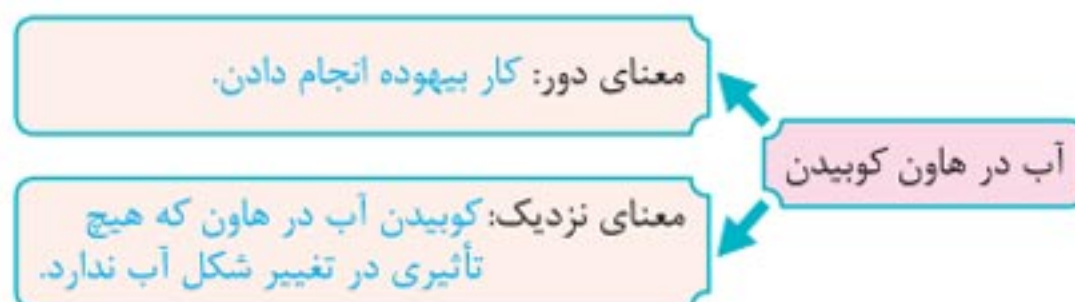 آب در هاون کوبیدن
معنای دور: کار بیهوده انجام دادن.
معنای نزدیک: کوبیدن آب در هاون که هیچ
تأثیری در تغییر شکل آب ندارد.